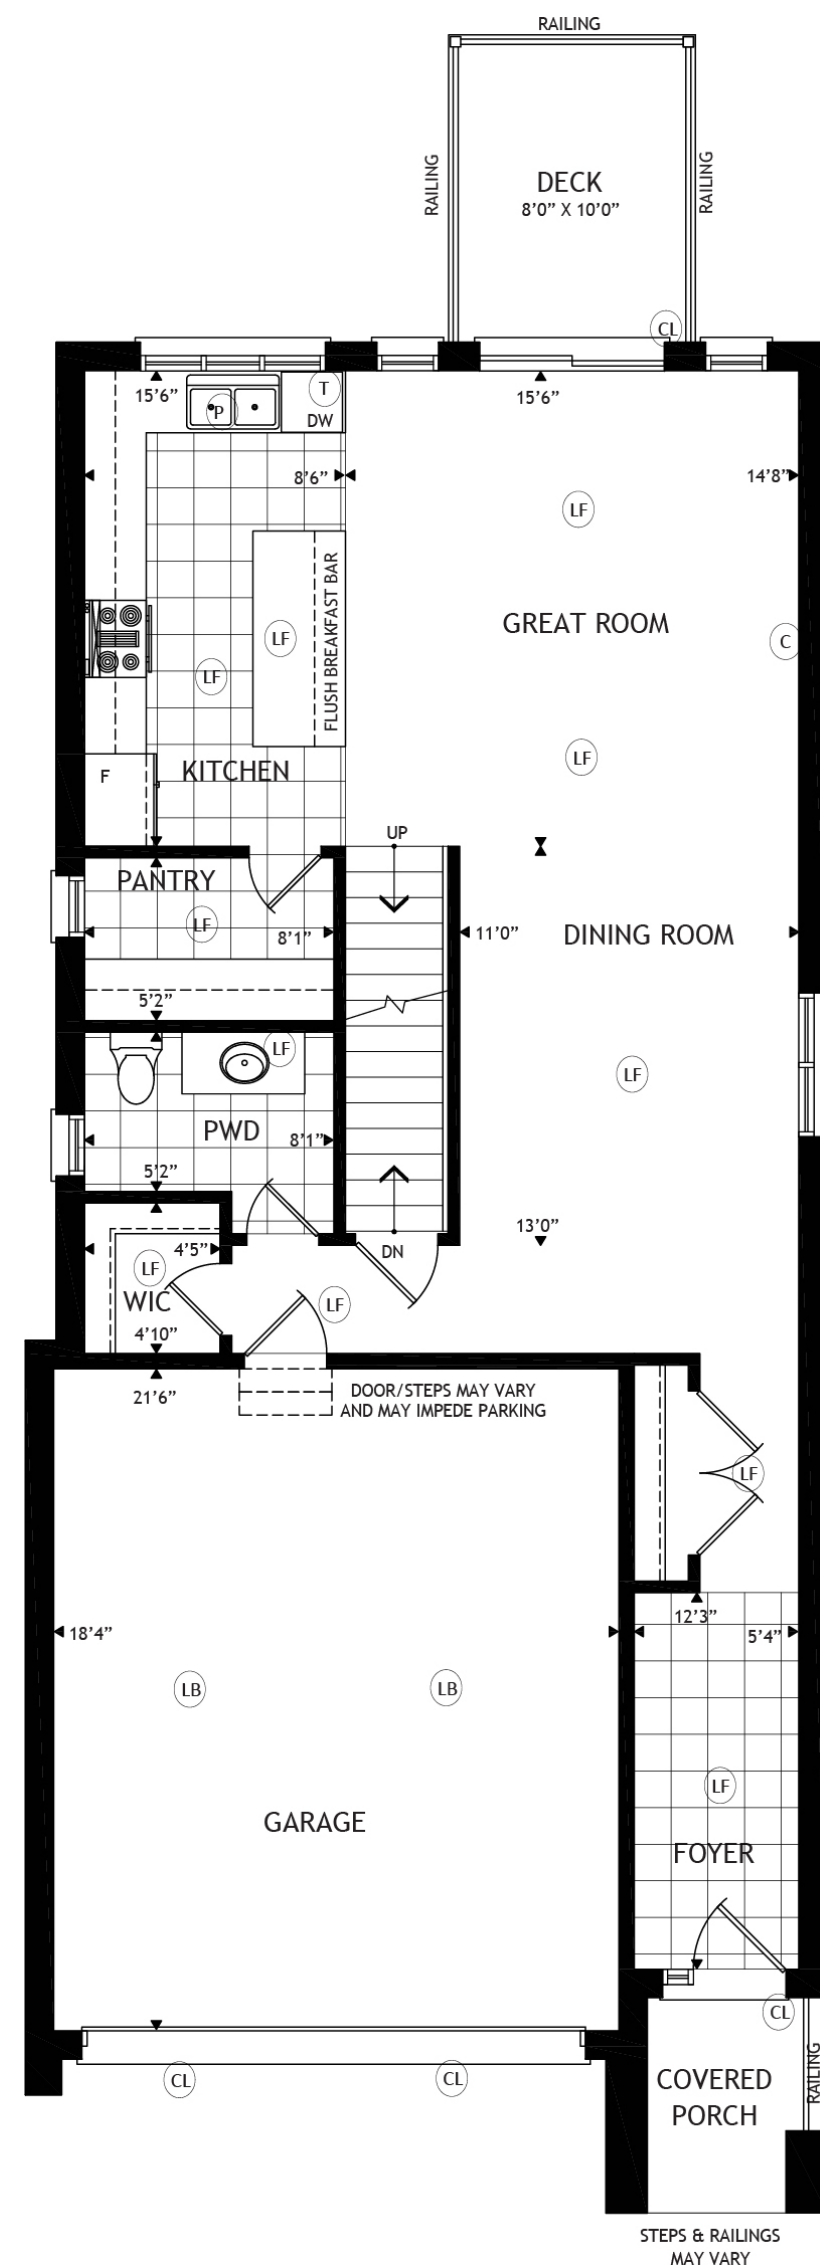 RAILING
RAILING
DECK
8'0” X 10'0”
RAILING
CL
15'6”
P
T
DW
15'6”
8'6”
14'8”
LF
FLUSH BREAKFAST BAR
GREAT ROOM
LF
C
LF
LF
F
KITCHEN
UP
PANTRY
LF
8'1”
11'0”
DINING ROOM
5'2”
LF
LF
PWD
8'1”
5'2”
13'0”
4'5”
DN
LF
WIC
LF
4'10”
21'6”
DOOR/STEPS MAY VARY
AND MAY IMPEDE PARKING
LF
12'3”
18'4”
5'4”
LB
LB
LF
GARAGE
FOYER
CL
CL
CL
COVERED
PORCH
RAILING
STEPS & RAILINGS
MAY VARY